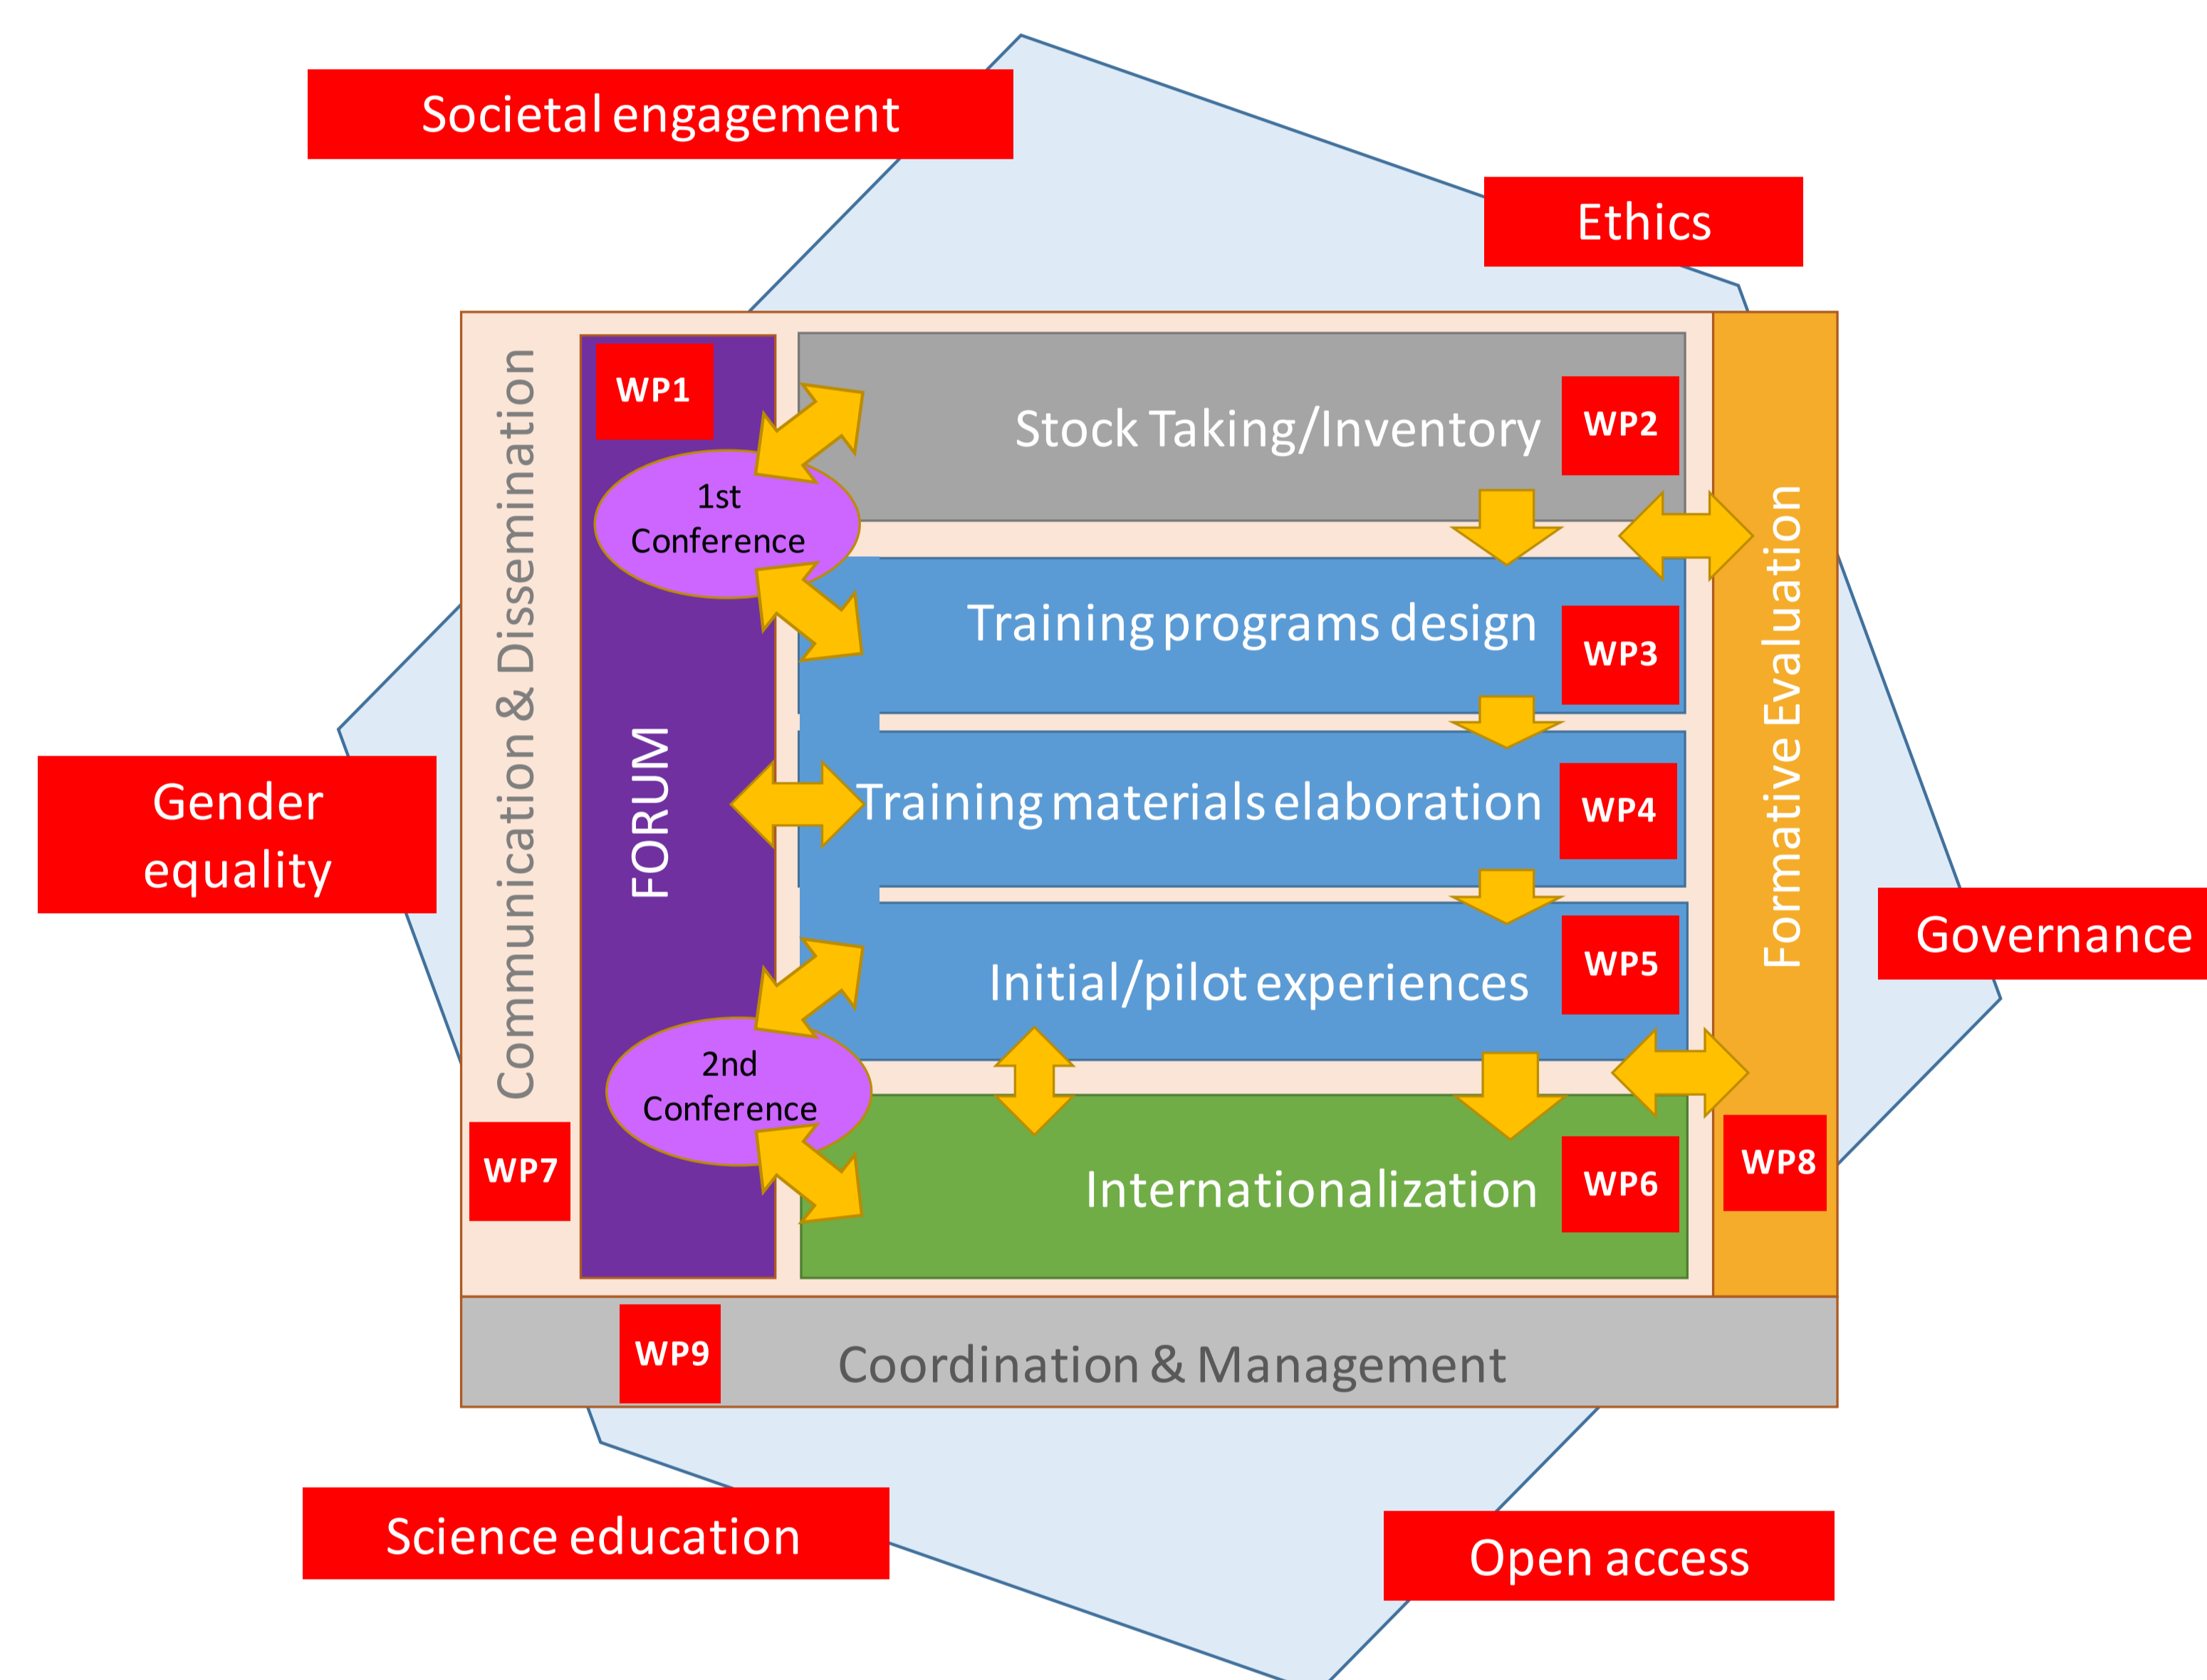 Societal engagement
Ethics
Communication & Dissemination
WP1
Stock Taking/Inventory
WP2
1st
Conference
Training programs design
WP3
FORUM
Training materials elaboration
WP4
Formative Evaluation
Gender
equality
Governance
Initial/pilot experiences
WP5
2nd
Conference
WP7
Internationalization
WP6
WP8
WP9
Coordination & Management
Science education
Open access